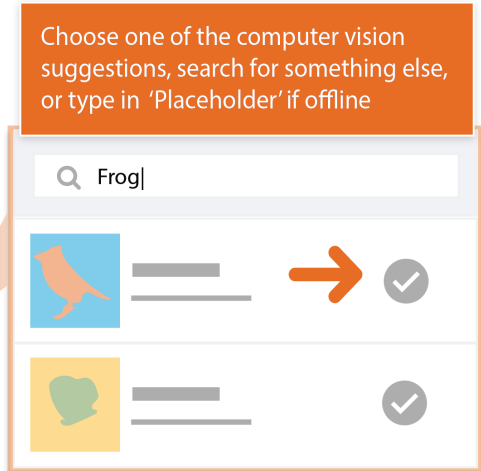 Choose one of the computer vision
suggestions, search for something else,
or type in ‘Placeholder’ if offline
Frog